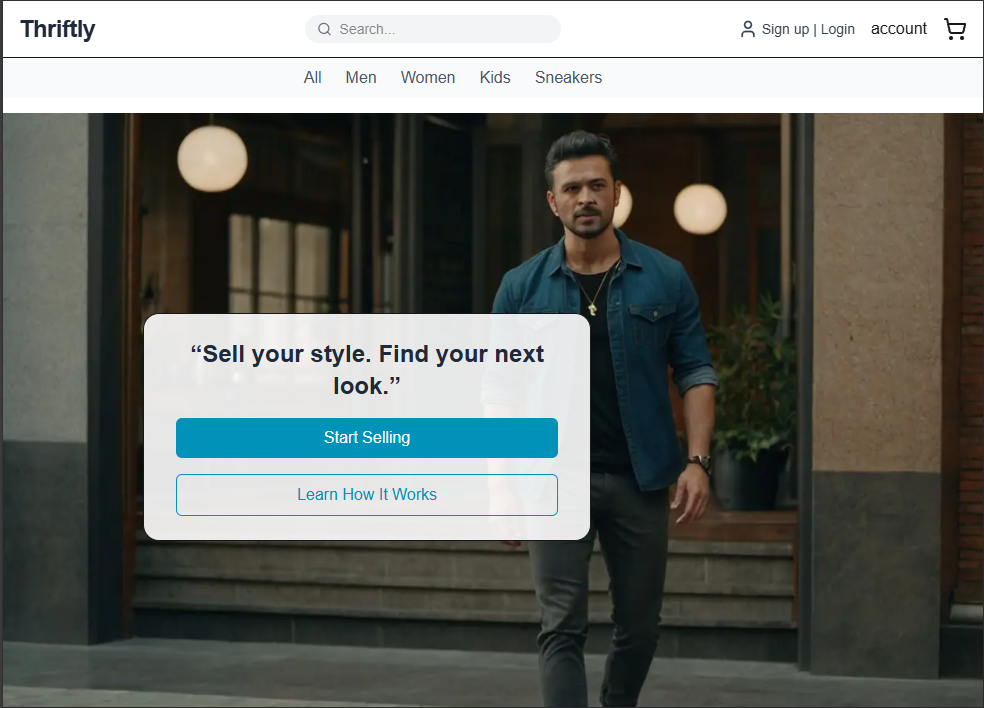 Thriftly
Search...
Sign up | Login
account
All Men Women Kids Sneakers
“Sell your style. Find your next
look.”
Start Selling
Learn How It Works